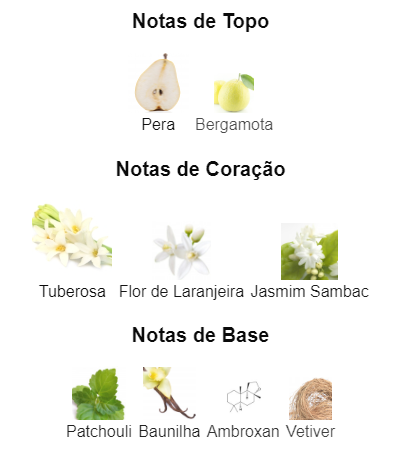 Notas de Topo
Pera Bergamota
Notas de Coração
Tuberosa Flor de Laranjeira Jasmim Sambac
Notas de Base
Patchouli Baunilha Ambroxan Vetiver